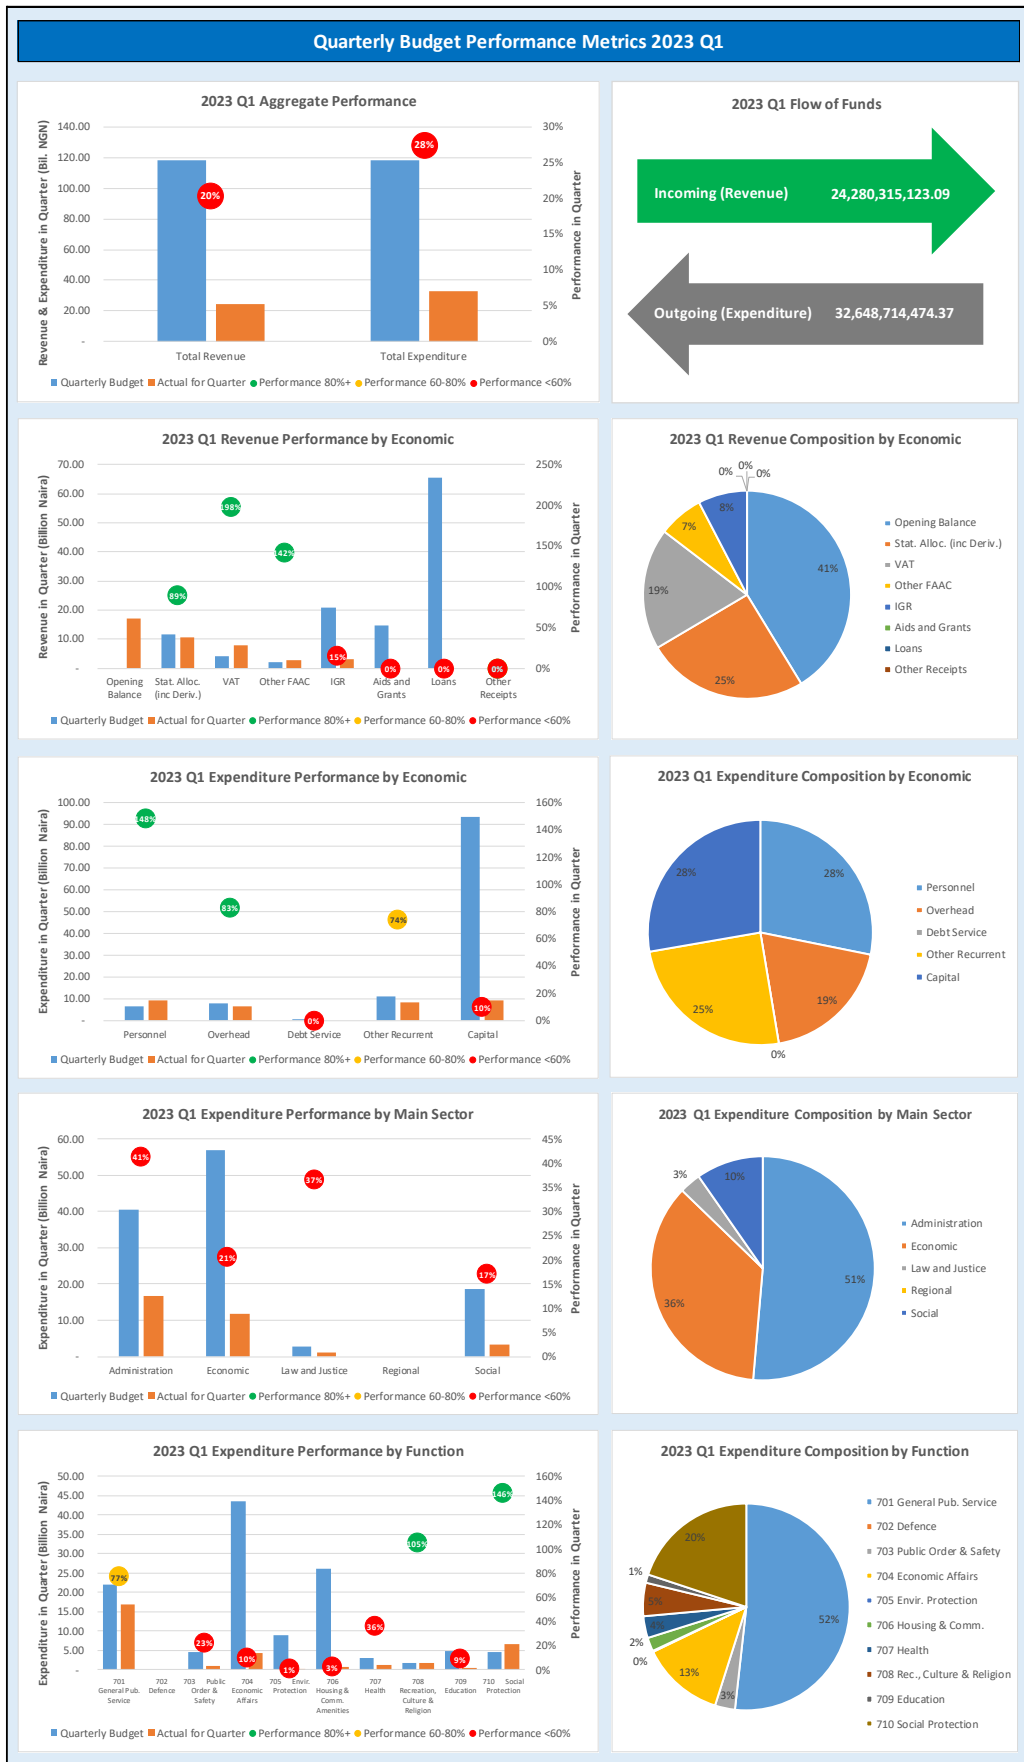 Quarterly Budget Performance Metrics 2023 Q1
2023 Q1 Aggregate Performance
Revenue & Expenditure in Quarter (Bil. NGN)
140.00
120.00
100.00
80.00
60.00
40.00
20.00
-
30%
25%
20%
15%
10%
5%
0%
Performance in Quarter
20%
28%
Total Revenue
Total Expenditure
Quarterly Budget
Actual for Quarter
Performance 80%+
Performance 60-80%
Performance <60%
2023 Q1 Flow of Funds
Incoming (Revenue) 24,280,315,123.09
Outgoing (Expenditure) 32,648,714,474.37
2023 Q1 Revenue Performance by Economic
Revenue in Quarter (Billion Naira)
70.00
60.00
50.00
40.00
30.00
20.00
10.00
-
250%
200%
150%
100%
50%
0%
Performance in Quarter
89%
198%
142%
15%
0%
0%
0%
Opening
Balance
Stat. Alloc.
(inc Deriv.)
VAT
Other FAAC
IGR
Aids and
Grants
Loans
Other
Receipts
Quarterly Budget
Actual for Quarter
Performance 80%+
Performance 60-80%
Performance <60%
2023 Q1 Revenue Composition by Economic
0%
0%
0%
8%
7%
19%
25%
41%
Opening Balance
Stat. Alloc. (inc Deriv.)
VAT
Other FAAC
IGR
Aids and Grants
Loans
Other Receipts
2023 Q1 Expenditure Performance by Economic
Expenditure in Quarter (Billion Naira)
100.00
90.00
80.00
70.00
60.00
50.00
40.00
30.00
20.00
10.00
-
160%
140%
120%
100%
80%
60%
40%
20%
0%
Performance in Quarter
148%
83%
0%
74%
10%
Personnel
Overhead
Debt Service
Other Recurrent
Capital
Quarterly Budget
Actual for Quarter
Performance 80%+
Performance 60-80%
Performance <60%
2023 Q1 Expenditure Composition by Economic
28%
28%
19%
0%
25%
Personnel
Overhead
Debt Service
Other Recurrent
Capital
2023 Q1 Expenditure Performance by Main Sector
Expenditure in Quarter (Billion Naira)
60.00
50.00
40.00
30.00
20.00
10.00
-
45%
40%
35%
30%
25%
20%
15%
10%
5%
0%
Performance in Quarter
41%
21%
37%
17%
Administration
Economic
Law and Justice
Regional
Social
Quarterly Budget
Actual for Quarter
Performance 80%+
Performance 60-80%
Performance <60%
2023 Q1 Expenditure Composition by Main Sector
3%
10%
36%
51%
Administration
Economic
Law and Justice
Regional
Social
2023 Q1 Expenditure Performance by Function
Expenditure in Quarter (Billion Naira)
50.00
45.00
40.00
35.00
30.00
25.00
20.00
15.00
10.00
5.00
-
160%
140%
120%
100%
80%
60%
40%
20%
0%
Performance in Quarter
77%
23%
10%
1%
3%
36%
105%
9%
146%
701
General Pub.
Service
702
Defence
703 Public
Order &
Safety
704
Economic
Affairs
705 Envir.
Protection
706
Housing &
Comm.
Amenities
707
Health
708
Recreation,
Culture &
Religion
709
Education
710 Social
Protection
Quarterly Budget
Actual for Quarter
Performance 80%+
Performance 60-80%
Performance <60%
2023 Q1 Expenditure Composition by Function
20%
1%
5%
4%
2%
0%
13%
3%
52%
701 General Pub. Service
702 Defence
703 Public Order & Safety
704 Economic Affairs
705 Envir. Protection
706 Housing & Comm.
707 Health
708 Rec., Culture & Religion
709 Education
710 Social Protection